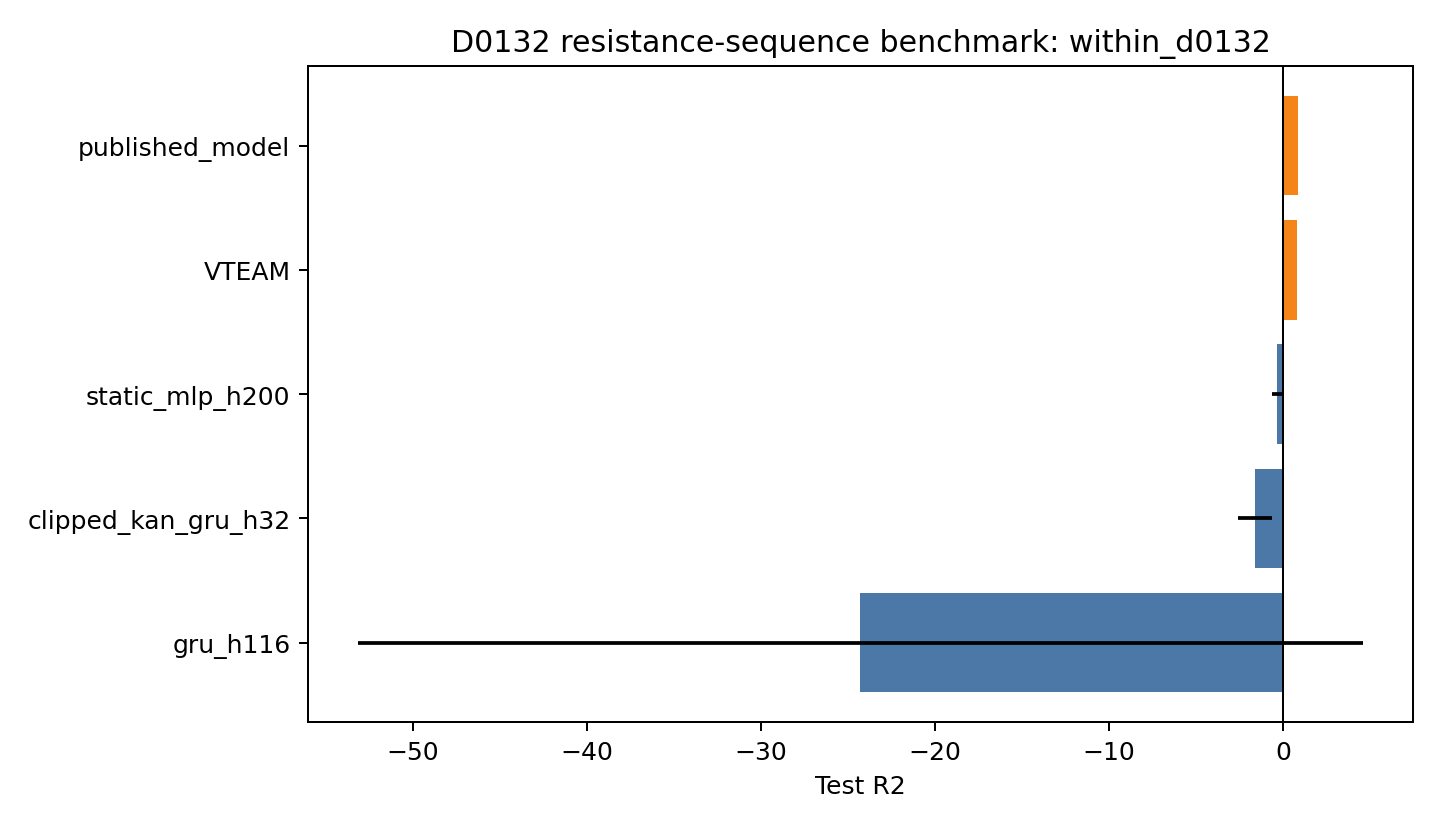 D0132 resistance-sequence benchmark: within_d0132
published_model
VTEAM
static_mlp_h200
clipped_kan_gru_h32
gru_h116
−50 −40 −30 −20 −10 0
Test R2